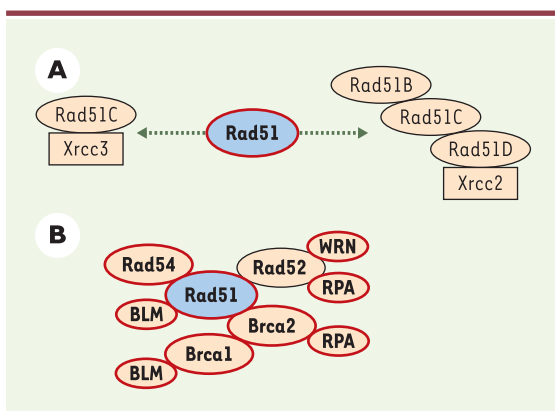 A
Rad51C
Xrcc3
Rad51
Rad51B
Rad51C
Rad51D
Xrcc2
B
Rad54
Rad51
BLM
Rad52
WRN
RPA
Brca2
RPA
Brca1
BLM